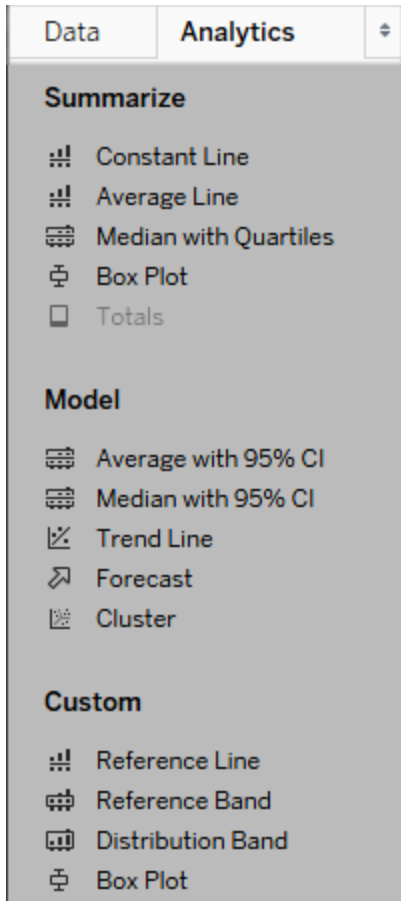 Data Analytics
Summarize
Constant Line
Average Line
Median with Quartiles
Box Plot
Totals
Model
Average with 95% CI
Median with 95% CI
Trend Line
Forecast
Cluster
Custom
Reference Line
Reference Band
Distribution Band
Box Plot